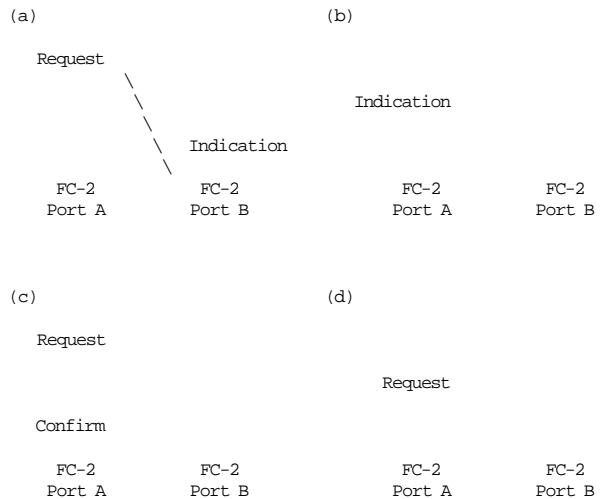 (a)
Request
Indication
FC-2 FC-2
Port A Port B
(b)
Indication
FC-2 FC-2
Port A Port B
(c)
Request
Confirm
FC-2 FC-2
Port A Port B
(d)
Request
FC-2 FC-2
Port A Port B